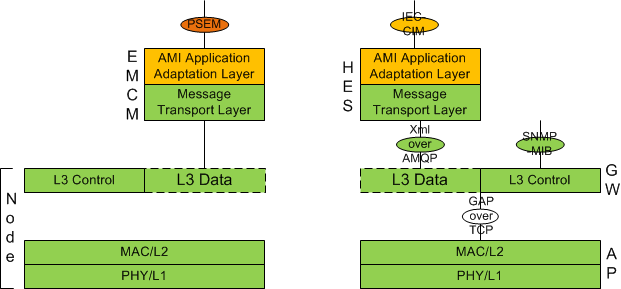 PSEM
IEC-
CIM
E
M
C
M
AMI Application
Adaptation Layer
Message
Transport Layer
H
E
S
AMI Application
Adaptation Layer
Message
Transport Layer
Xml
over
AMQP
SNMP
-MIB
N
o
d
e
L3 Control
L3 Data
L3 Data
L3 Control
G
W
GAP
over
TCP
MAC/L2
PHY/L1
MAC/L2
PHY/L1
A
P